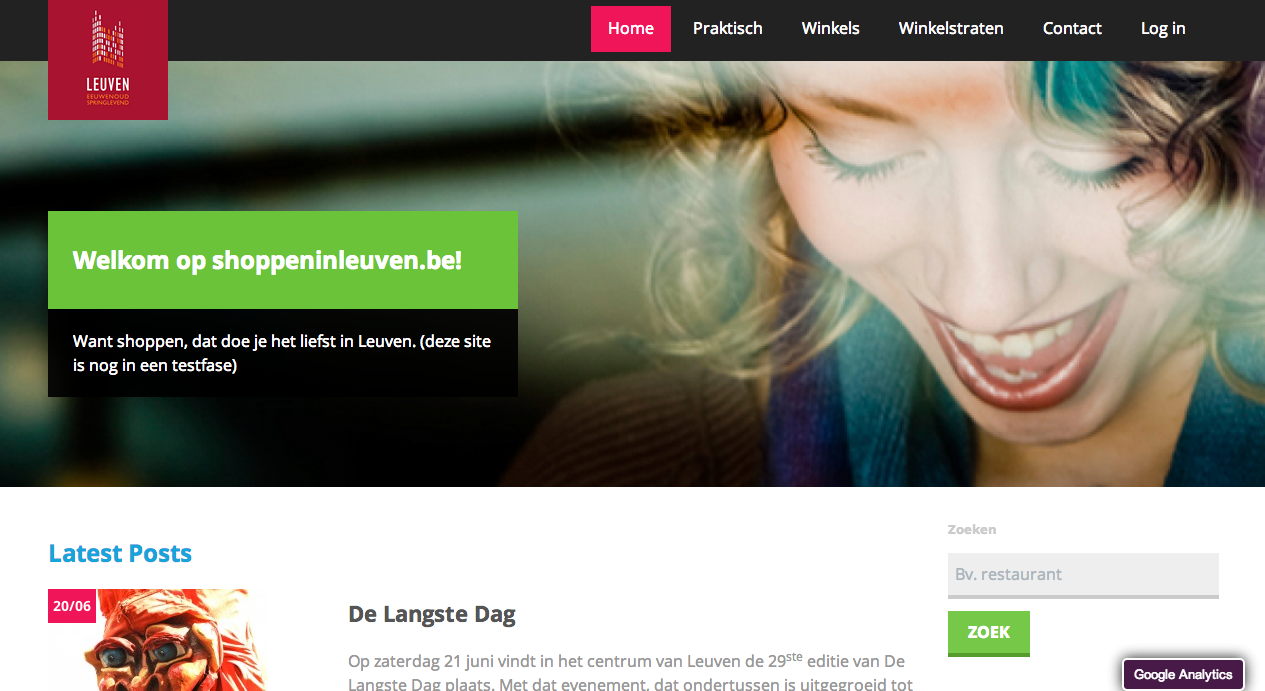 LEUVEN
EEUWENOUD
SPRINGLEVEND
Home Praktisch Winkels Winkelstraten Contact Log in
Welkom op shoppeninleuven.be!
Want shoppen, dat doe je het liefst in Leuven. (deze site
is nog in een testfase)
Latest Posts
20/06
De Langste Dag
Op zaterdag 21 juni vindt in het centrum van Leuven de 29ste editie van De
Langste Dag plaats. Met dat evenement, dat ondertussen is uitgegroeid tot
Zoeken
Bv. restaurant
ZOEK
Google Analytics